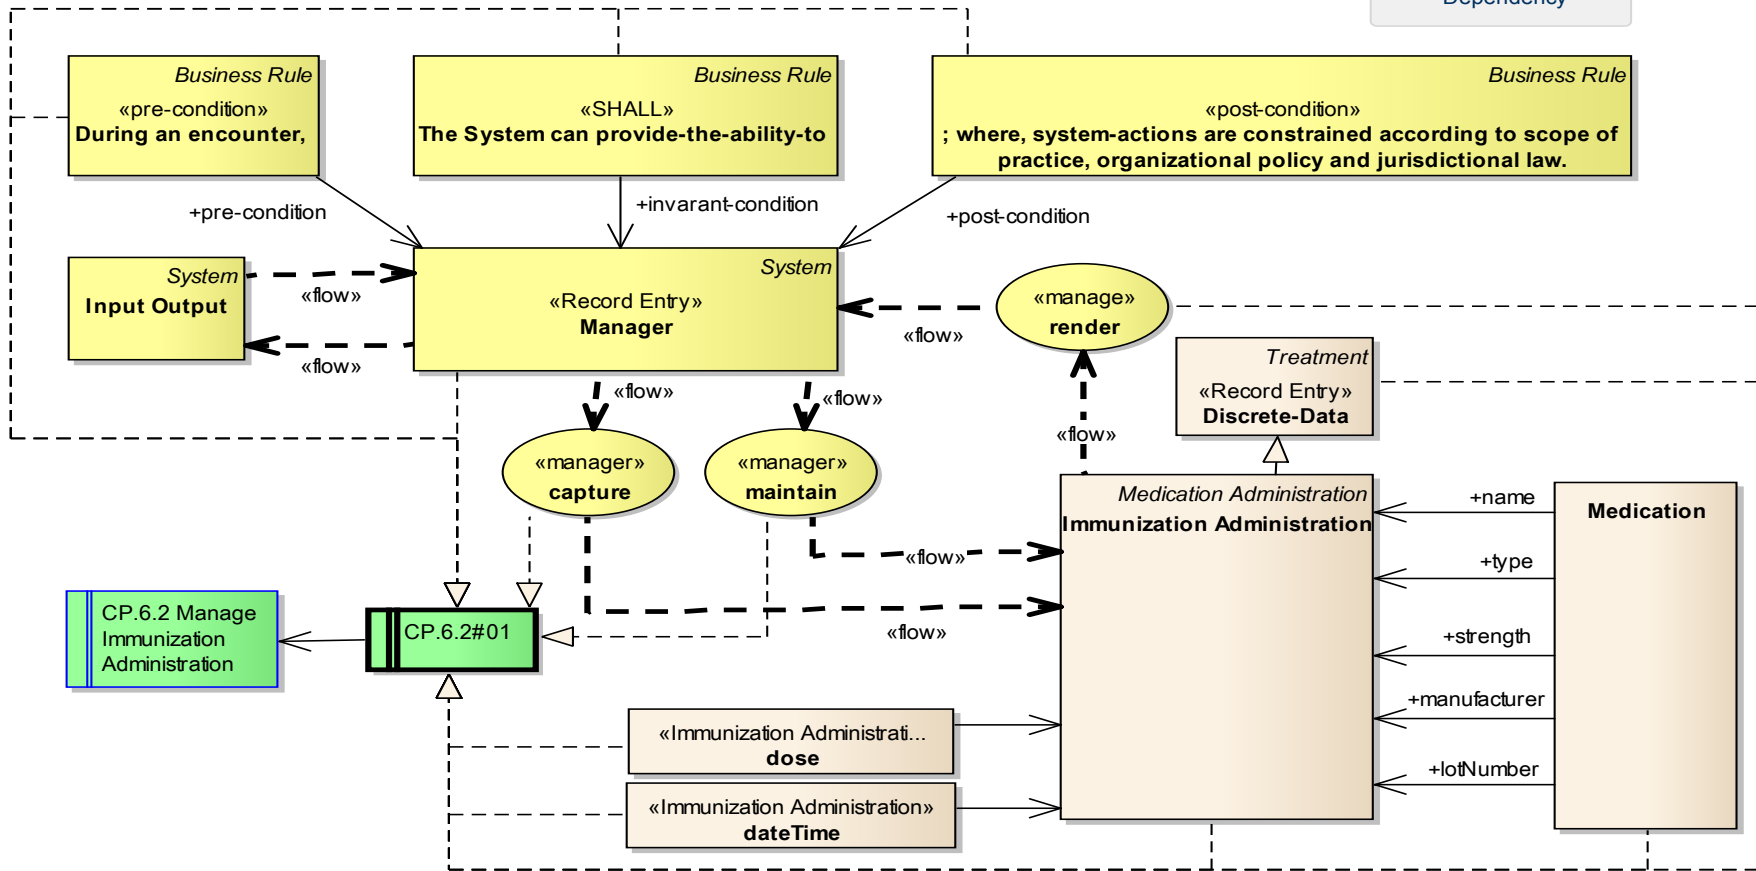 Dependency
Business Rule
«pre-condition»
During an encounter,
Business Rule
«SHALL»
The System can provide-the-ability-to
Business Rule
«post-condition»
; where, system-actions are constrained according to scope of
practice, organizational policy and jurisdictional law.
+pre-condition
+invarant-condition
+post-condition
System
Input Output
«flow»
«flow»
System
«Record Entry»
Manager
«flow»
«manage»
render
Treatment
«Record Entry»
Discrete-Data
«flow»
«flow»
«flow»
«manager»
capture
«manager»
maintain
Medication Administration
Immunization Administration
+name
+type
+strength
+manufacturer
+lotNumber
Medication
«flow»
«flow»
CP.6.2 Manage
Immunization
Administration
CP.6.2#01
«Immunization Administrati...
dose
«Immunization Administration»
dateTime